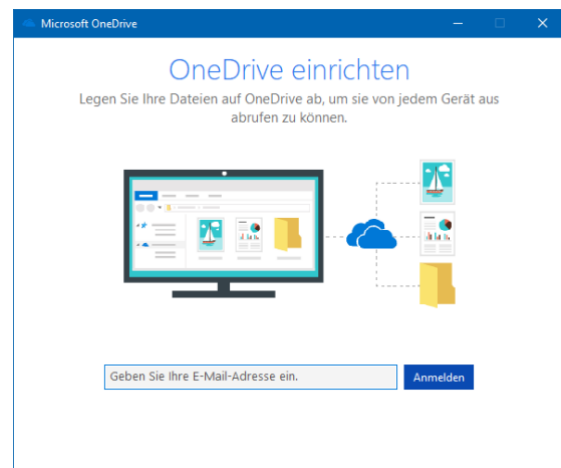 Microsoft OneDrive
OneDrive einrichten
Legen Sie Ihre Dateien auf OneDrive ab, um sie von jedem Gerät aus
abrufen zu können.
Geben Sie Ihre E-Mail-Adresse ein.
Anmelden